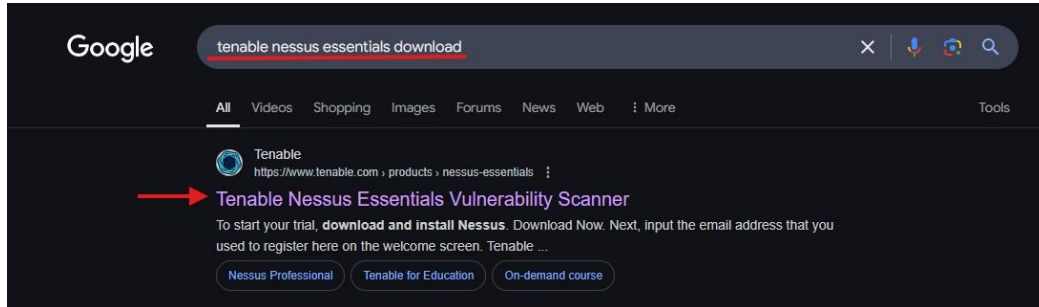 Google
tenable nessus essentials download
All Videos Shopping Images Forums News Web More Tools
Tenable
https://www.tenable.com › products › nessus-essentials
Tenable Nessus Essentials Vulnerability Scanner
To start your trial, download and install Nessus. Download Now. Next, input the email address that you
used to register here on the welcome screen. Tenable ...
Nessus Professional Tenable for Education On-demand course